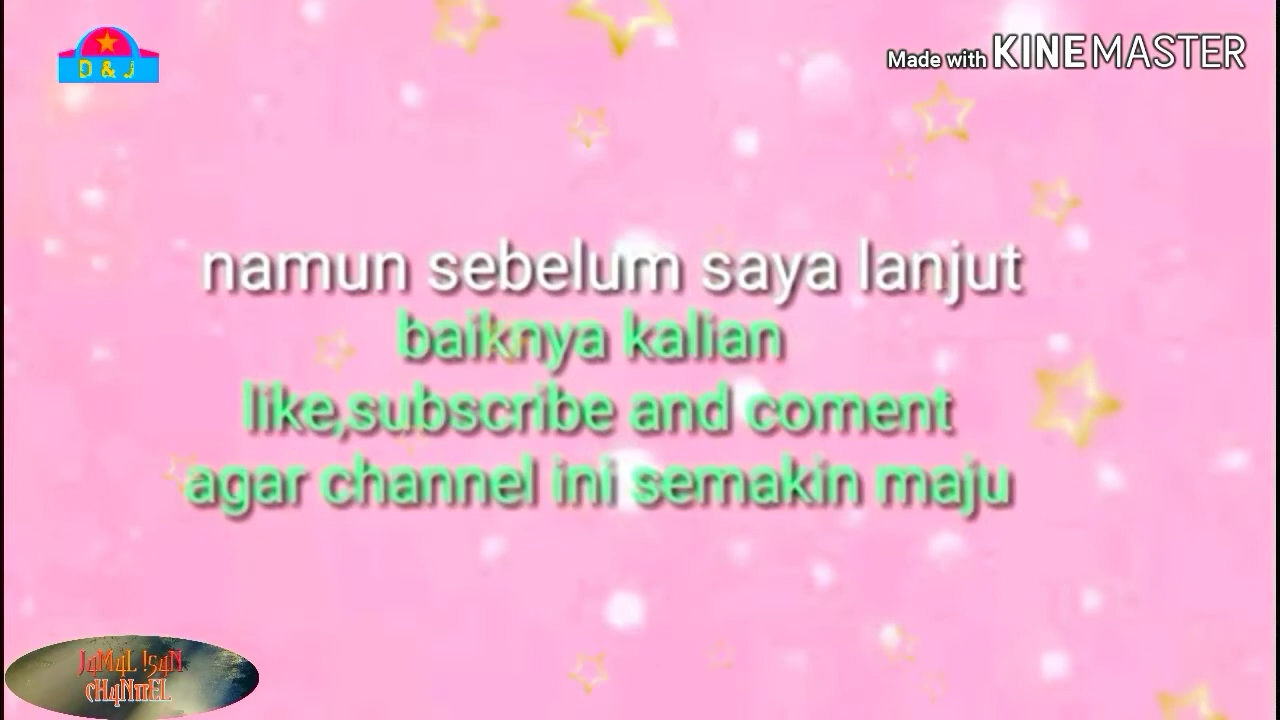 D & J
Made with KINEMASTER
namun sebelum saya lanjut
baiknya kalian
like,subscribe and coment
agar channel ini semakin maju
J4M4L !s4N
cH4NnEL